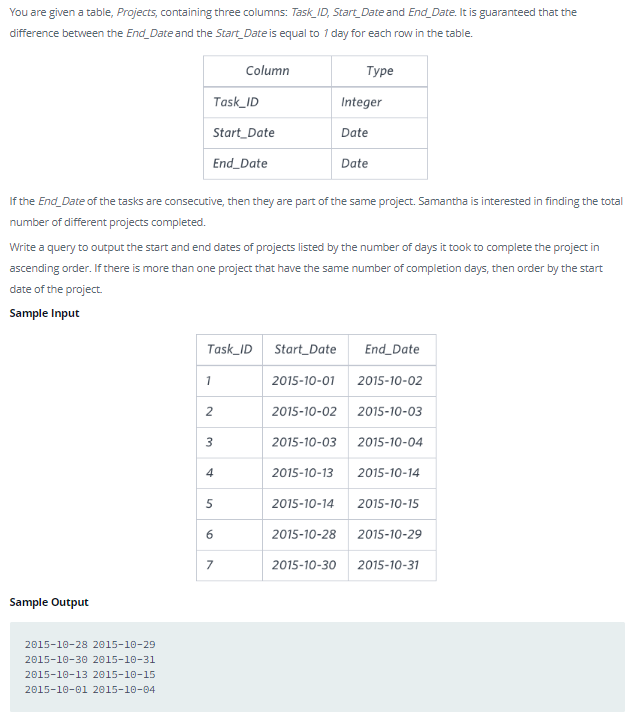 You are given a table, Projects, containing three columns: Task_ID, Start_Date and End_Date. It is guaranteed that the
difference between the End_Date and the Start_Date is equal to 1 day for each row in the table.
Column Type
Task_ID Integer
Start_Date Date
End_Date Date
If the End_Date of the tasks are consecutive, then they are part of the same project. Samantha is interested in finding the total
number of different projects completed.
Write a query to output the start and end dates of projects listed by the number of days it took to complete the project in
ascending order. If there is more than one project that have the same number of completion days, then order by the start
date of the project.
Sample Input
Task_ID Start_Date End_Date
1 2015-10-01 2015-10-02
2 2015-10-02 2015-10-03
3 2015-10-03 2015-10-04
4 2015-10-13 2015-10-14
5 2015-10-14 2015-10-15
6 2015-10-28 2015-10-29
7 2015-10-30 2015-10-31
Sample Output
2015-10-28 2015-10-29
2015-10-30 2015-10-31
2015-10-13 2015-10-15
2015-10-01 2015-10-04